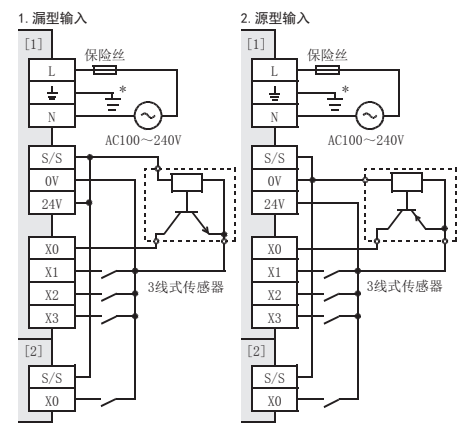 1.漏型输入
[1]
保险丝
L
*
N
AC100～240V
S/S
0V
24V
X0
X1
X2
3线式传感器
X3
[2]
S/S
X0
2.源型输入
[1]
保险丝
L
*
N
AC100～240V
S/S
0V
24V
X0
X1
X2
3线式传感器
X3
[2]
S/S
X0